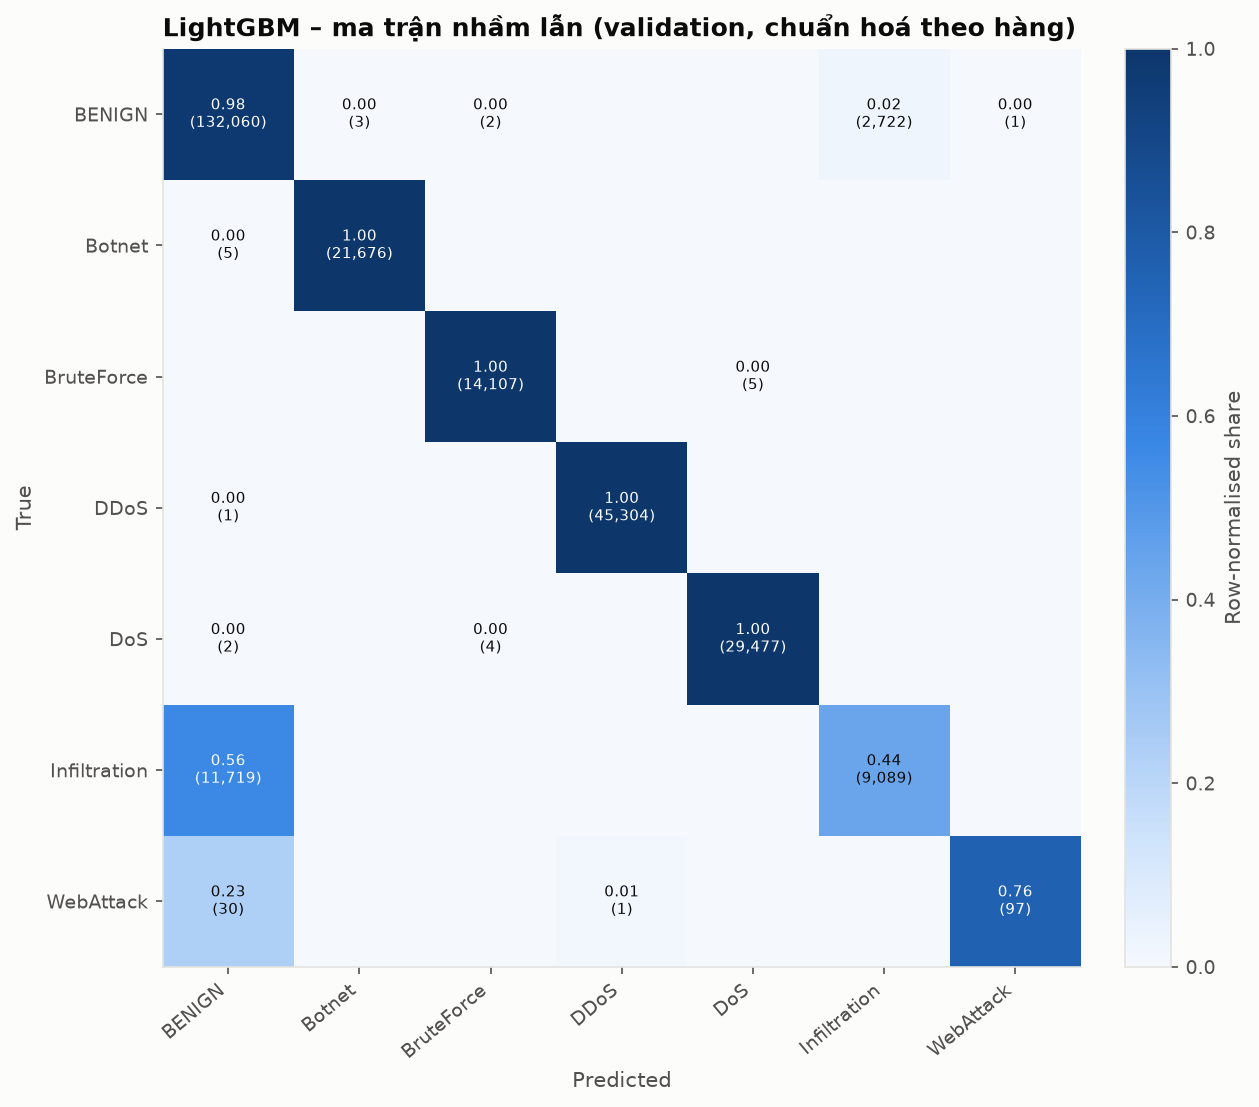 LightGBM – ma trận nhầm lẫn (validation, chuẩn hoá theo hàng)
BENIGN
0.98
(132,060)
0.00
(3)
0.00
(2)
0.02
(2,722)
0.00
(1)
Botnet
0.00
(5)
1.00
(21,676)
BruteForce
1.00
(14,107)
0.00
(5)
DDoS
0.00
(1)
1.00
(45,304)
DoS
0.00
(2)
0.00
(4)
1.00
(29,477)
Infiltration
0.56
(11,719)
0.44
(9,089)
WebAttack
0.23
(30)
0.01
(1)
0.76
(97)
True
BENIGN
Botnet
BruteForce
DDoS
DoS
Infiltration
WebAttack
Predicted
1.0
0.8
0.6
0.4
0.2
0.0
Row-normalised share